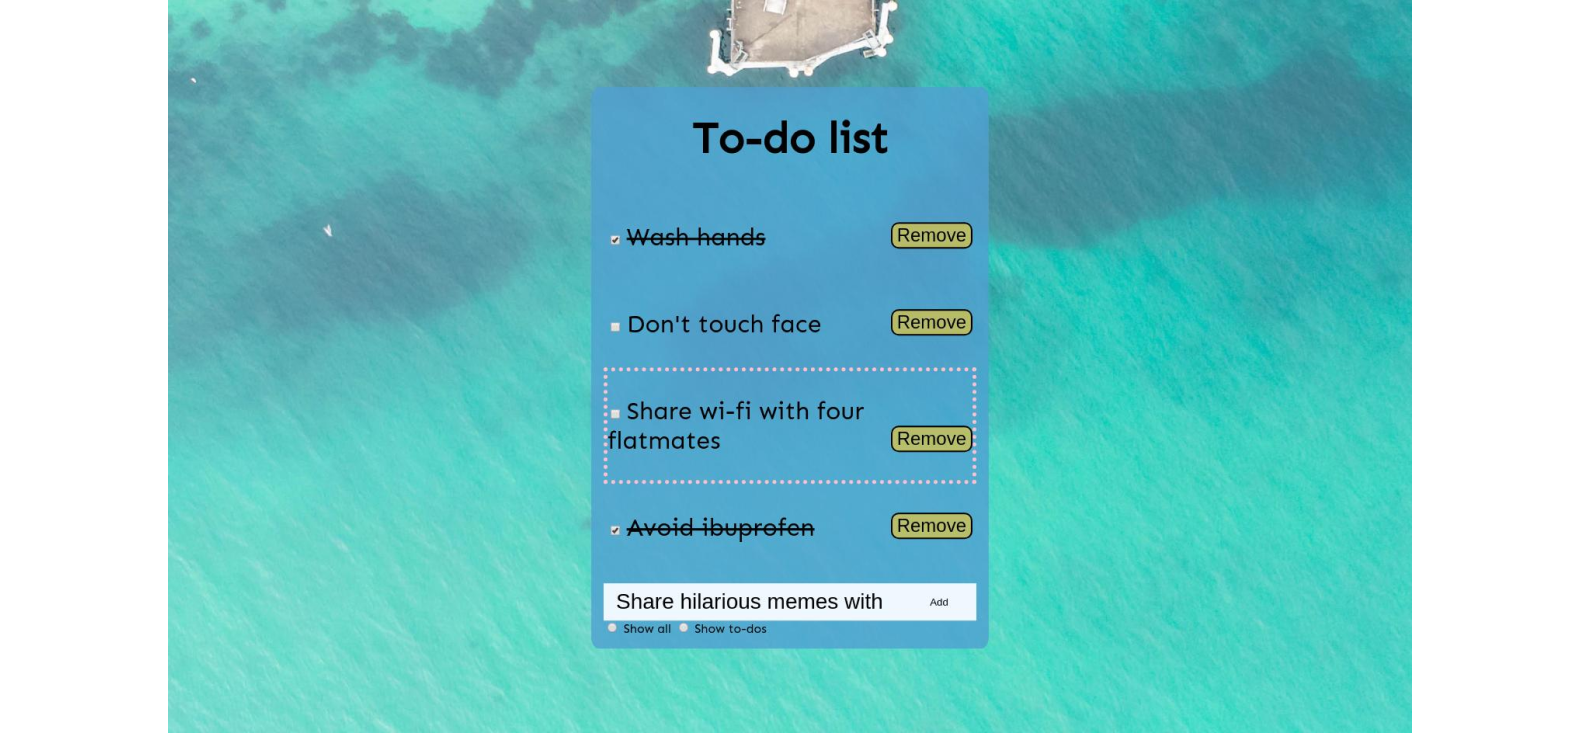 To-do list
Wash hands
Remove
Don't touch face
Remove
Share wi-fi with four
flatmates
Remove
Avoid ibuprofen
Remove
Share hilarious memes with
Add
Show all
Show to-dos